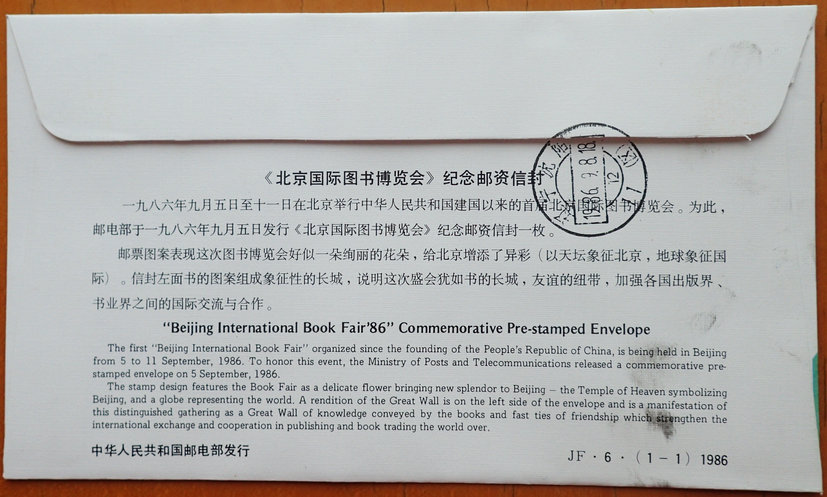 《北京国际图书博览会》纪念邮资信封
一九八六年九月五日至十一日在北京举行中华人民共和国建国以来的首届北京国际图书博览会。为此，
邮电部于一九八六年九月五日发行《北京国际图书博览会》纪念邮资信封一枚。
邮票图案表现这次图书博览会好似一朵绚丽的花朵，给北京增添了异彩（以天坛象征北京，地球象征国
际）。信封左面书的图案组成象征性的长城，说明这次盛会犹如书的长城，友谊的纽带，加强各国出版界、
书业界之间的国际交流与合作。
"Beijing International Book Fair'86" Commemorative Pre-stamped Envelope
The first "Beijing International Book Fair" organized since the founding of the People's Republic of China, is being held in Beijing
from 5 to 11 September, 1986. To honor this event, the Ministry of Posts and Telecommunications released a commemorative pre-
stamped envelope on 5 September, 1986.
The stamp design features the Book Fair as a delicate flower bringing new splendor to Beijing – the Temple of Heaven symbolizing
Beijing, and a globe representing the world. A rendition of the Great Wall is on the left side of the envelope and is a manifestation of
this distinguished gathering as a Great Wall of knowledge conveyed by the books and fast ties of friendship which strengthen the
international exchange and cooperation in publishing and book trading the world over.
中华人民共和国邮电部发行
JF·6·(1-1) 1986